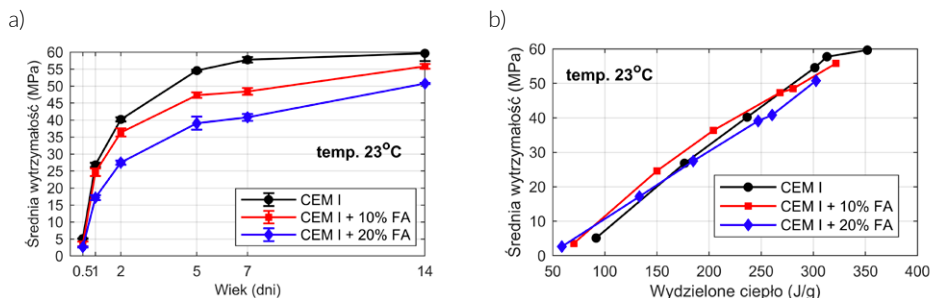 a)
60
55
50
45
40
35
30
25
20
15
10
5
0
Średnia wytrzymałość (MPa)
temp. 23°C
CEM I
CEM I + 10% FA
CEM I + 20% FA
0.51 2 5 7 14
Wiek (dni)
b)
60
50
40
30
20
10
0
Średnia wytrzymałość (MPa)
temp. 23°C
CEM I
CEM I + 10% FA
CEM I + 20% FA
50 100 150 200 250 300 350 400
Wydzielone ciepło (J/g)